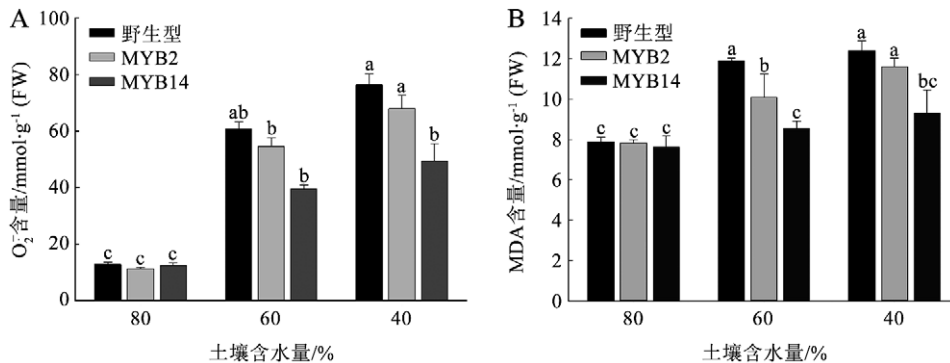 A
O₂⁻含量/mmol·g⁻¹ (FW)
100
80
60
40
20
0
野生型
MYB2
MYB14
c c c
ab b b
a a b
80 60 40
土壤含水量/%
B
MDA含量/mmol·g⁻¹ (FW)
14
12
10
8
6
4
2
0
野生型
MYB2
MYB14
c c c
a b c
a a bc
80 60 40
土壤含水量/%